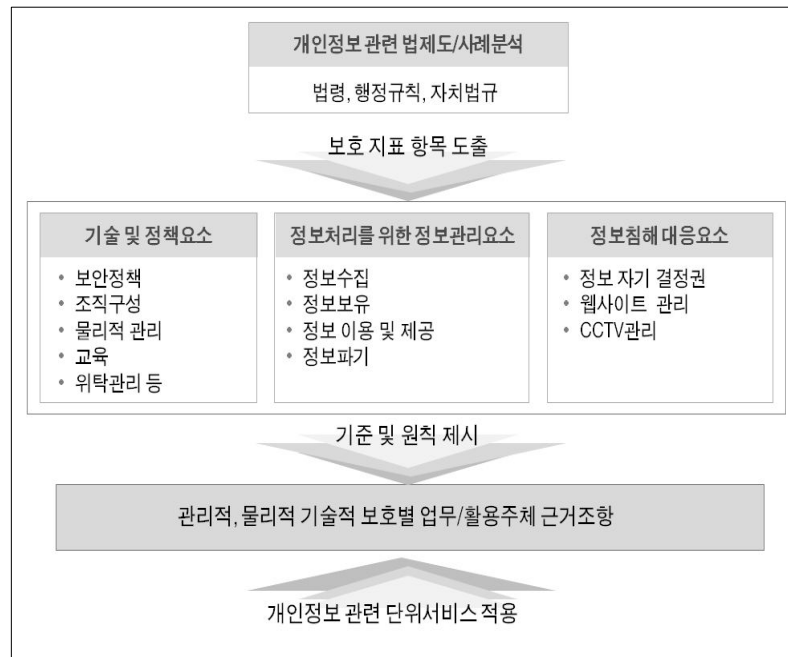 개인정보 관련 법제도/사례분석
법령, 행정규칙, 자치법규
보호 지표 항목 도출
기술 및 정책요소
• 보안정책
• 조직구성
• 물리적 관리
• 교육
• 위탁관리 등
정보처리를 위한 정보관리요소
• 정보수집
• 정보보유
• 정보 이용 및 제공
• 정보파기
정보침해 대응요소
• 정보 자기 결정권
• 웹사이트 관리
• CCTV관리
기준 및 원칙 제시
관리적, 물리적 기술적 보호별 업무/활용주체 근거조항
개인정보 관련 단위서비스 적용